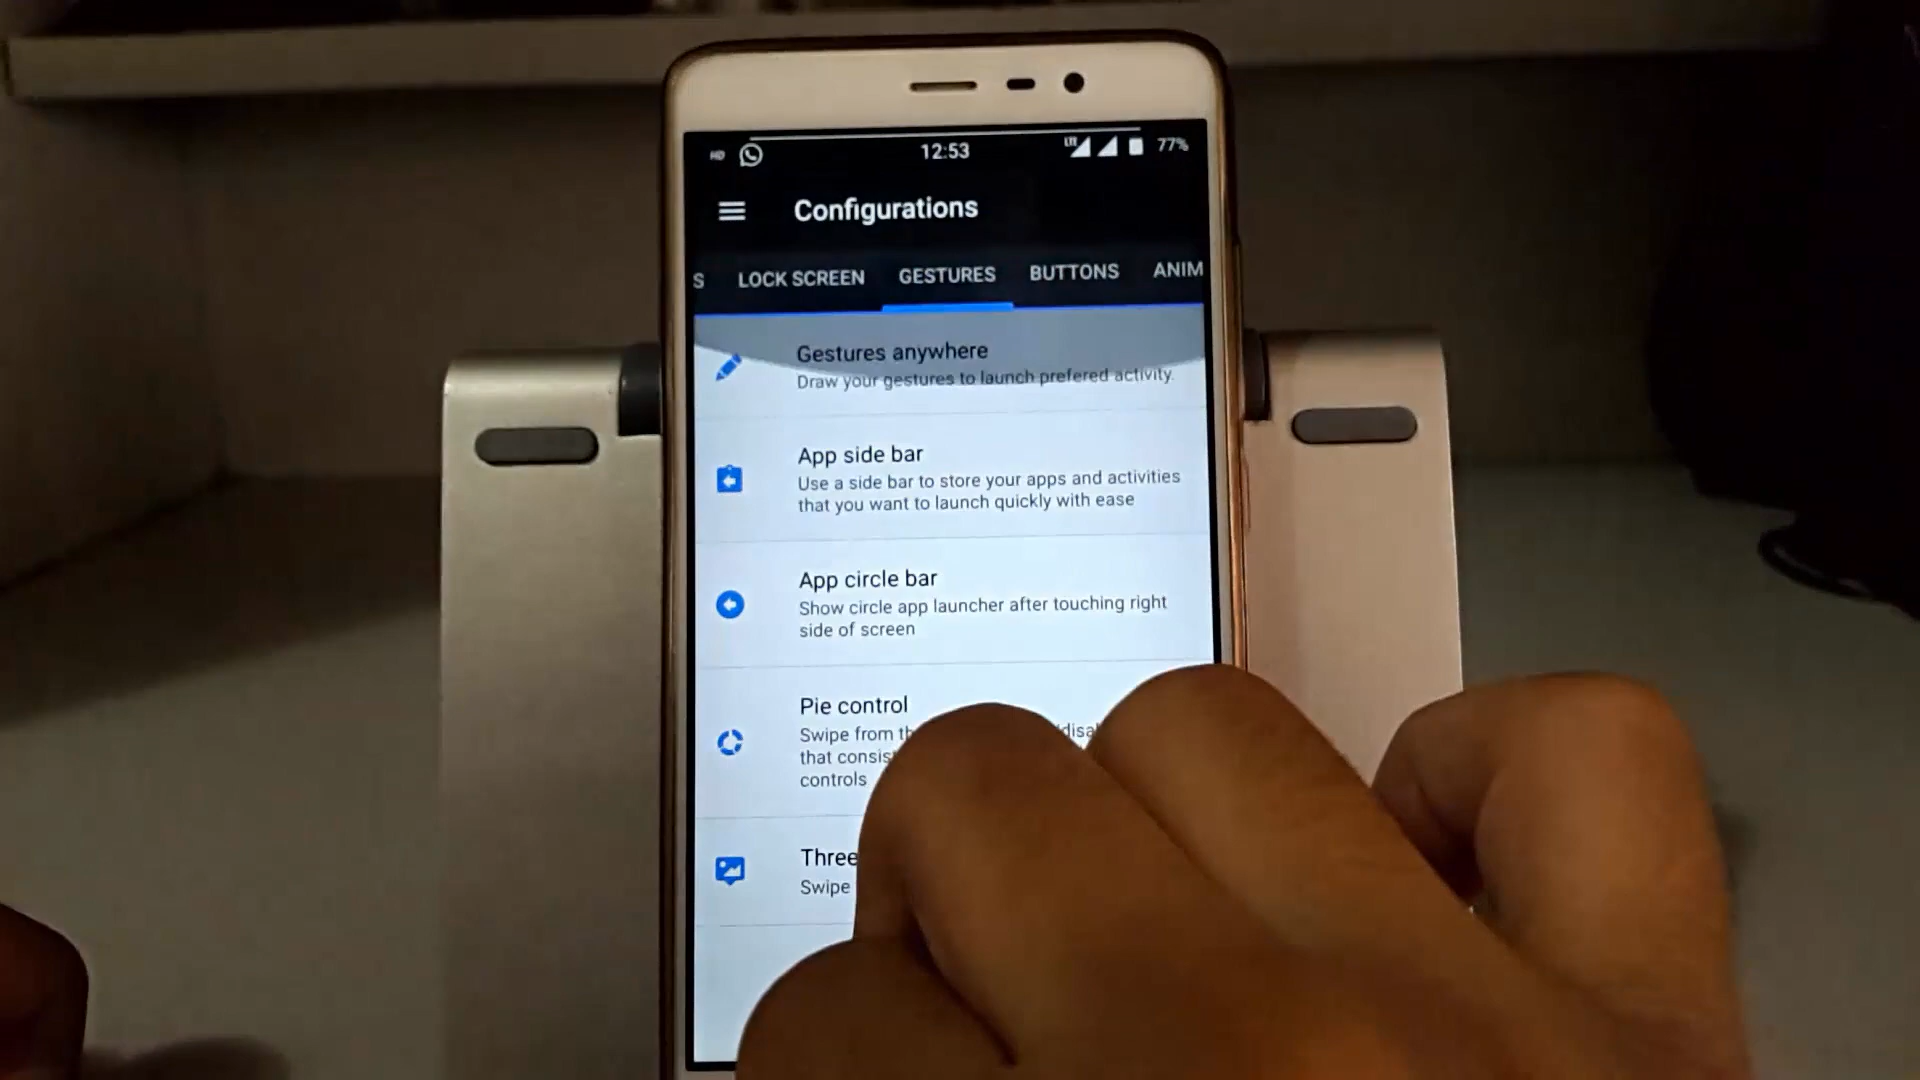 HD 12:53 LTE 77%
Configurations
S LOCK SCREEN GESTURES BUTTONS ANIM
Gestures anywhere
Draw your gestures to launch prefered activity.
App side bar
Use a side bar to store your apps and activities
that you want to launch quickly with ease
App circle bar
Show circle app launcher after touching right
side of screen
Pie control
Swipe from
that
controls
Three
Swipe